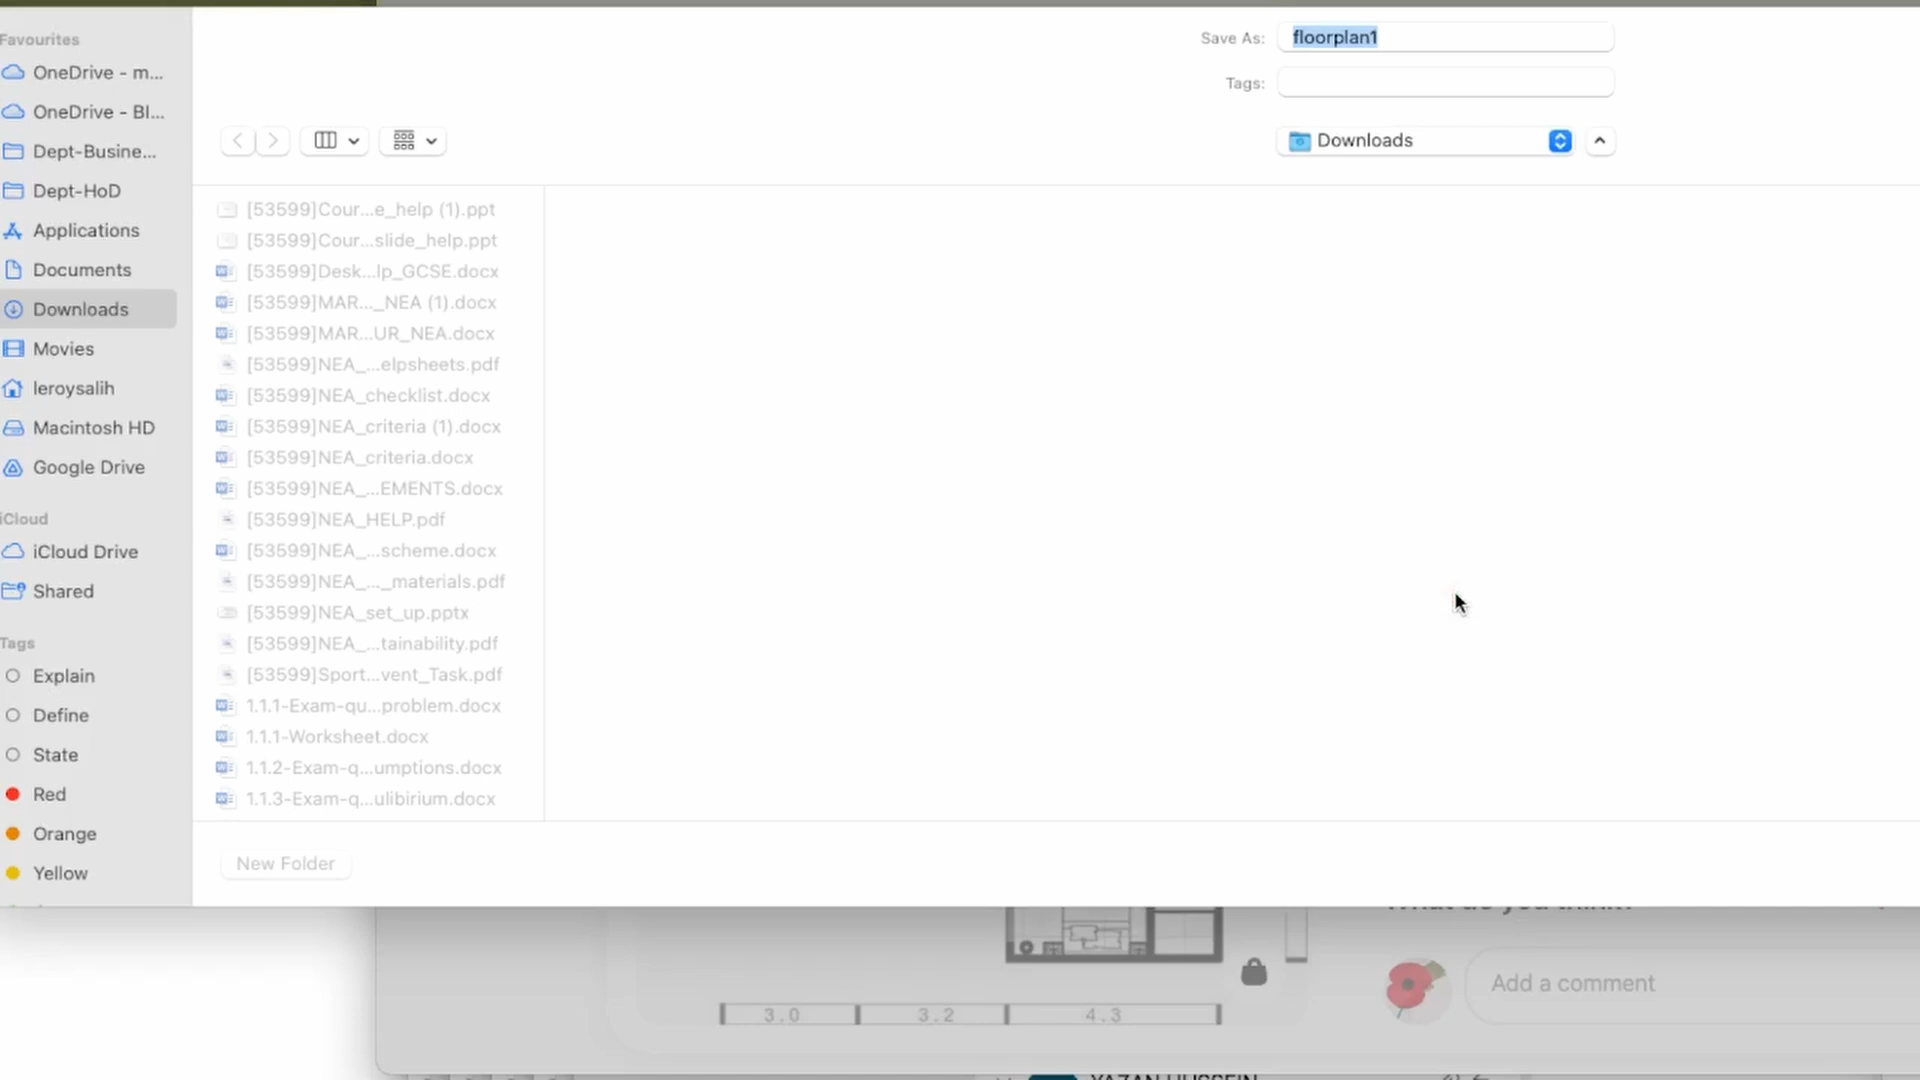 Favourites
OneDrive - m...
OneDrive - Bl...
Dept-Busine...
Dept-HoD
Applications
Documents
Downloads
Movies
leroysalih
Macintosh HD
Google Drive
iCloud
iCloud Drive
Shared
Tags
Explain
Define
State
Red
Orange
Yellow
Save As: floorplan1
Tags:
Downloads
[53599]Cour...e_help (1).ppt
[53599]Cour...slide_help.ppt
[53599]Desk...lp_GCSE.docx
[53599]MAR..._NEA (1).docx
[53599]MAR...UR_NEA.docx
[53599]NEA_...elpsheets.pdf
[53599]NEA_checklist.docx
[53599]NEA_criteria (1).docx
[53599]NEA_criteria.docx
[53599]NEA_...EMENTS.docx
[53599]NEA_HELP.pdf
[53599]NEA_...scheme.docx
[53599]NEA_..._materials.pdf
[53599]NEA_set_up.pptx
[53599]NEA_...tainability.pdf
[53599]Sport...vent_Task.pdf
1.1.1-Exam-qu...problem.docx
1.1.1-Worksheet.docx
1.1.2-Exam-q...umptions.docx
1.1.3-Exam-q...ulibirium.docx
New Folder
Add a comment
3.0 3.2 4.3
YAZAN HUSSEIN